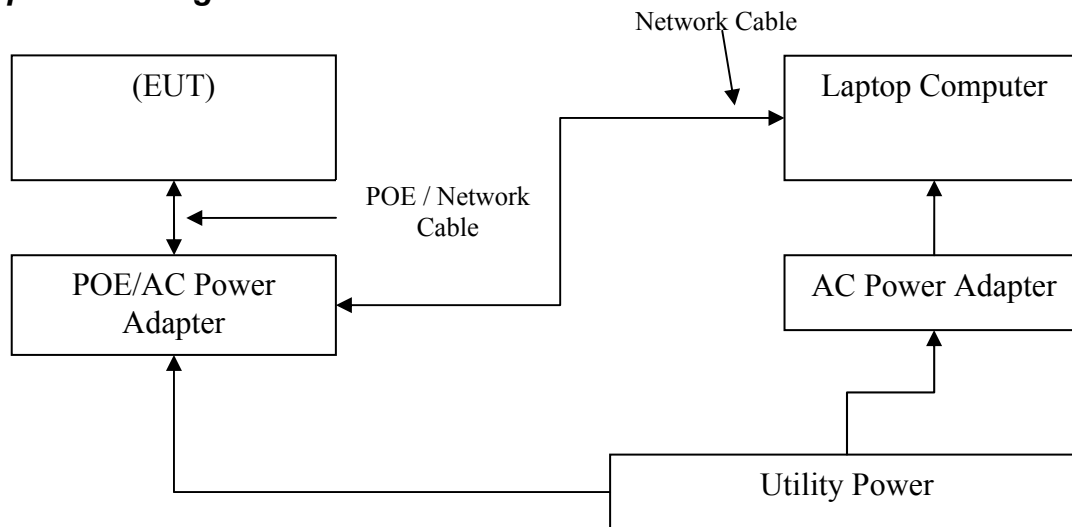 Network Cable
(EUT)
Laptop Computer
POE / Network
Cable
POE/AC Power
Adapter
AC Power Adapter
Utility Power